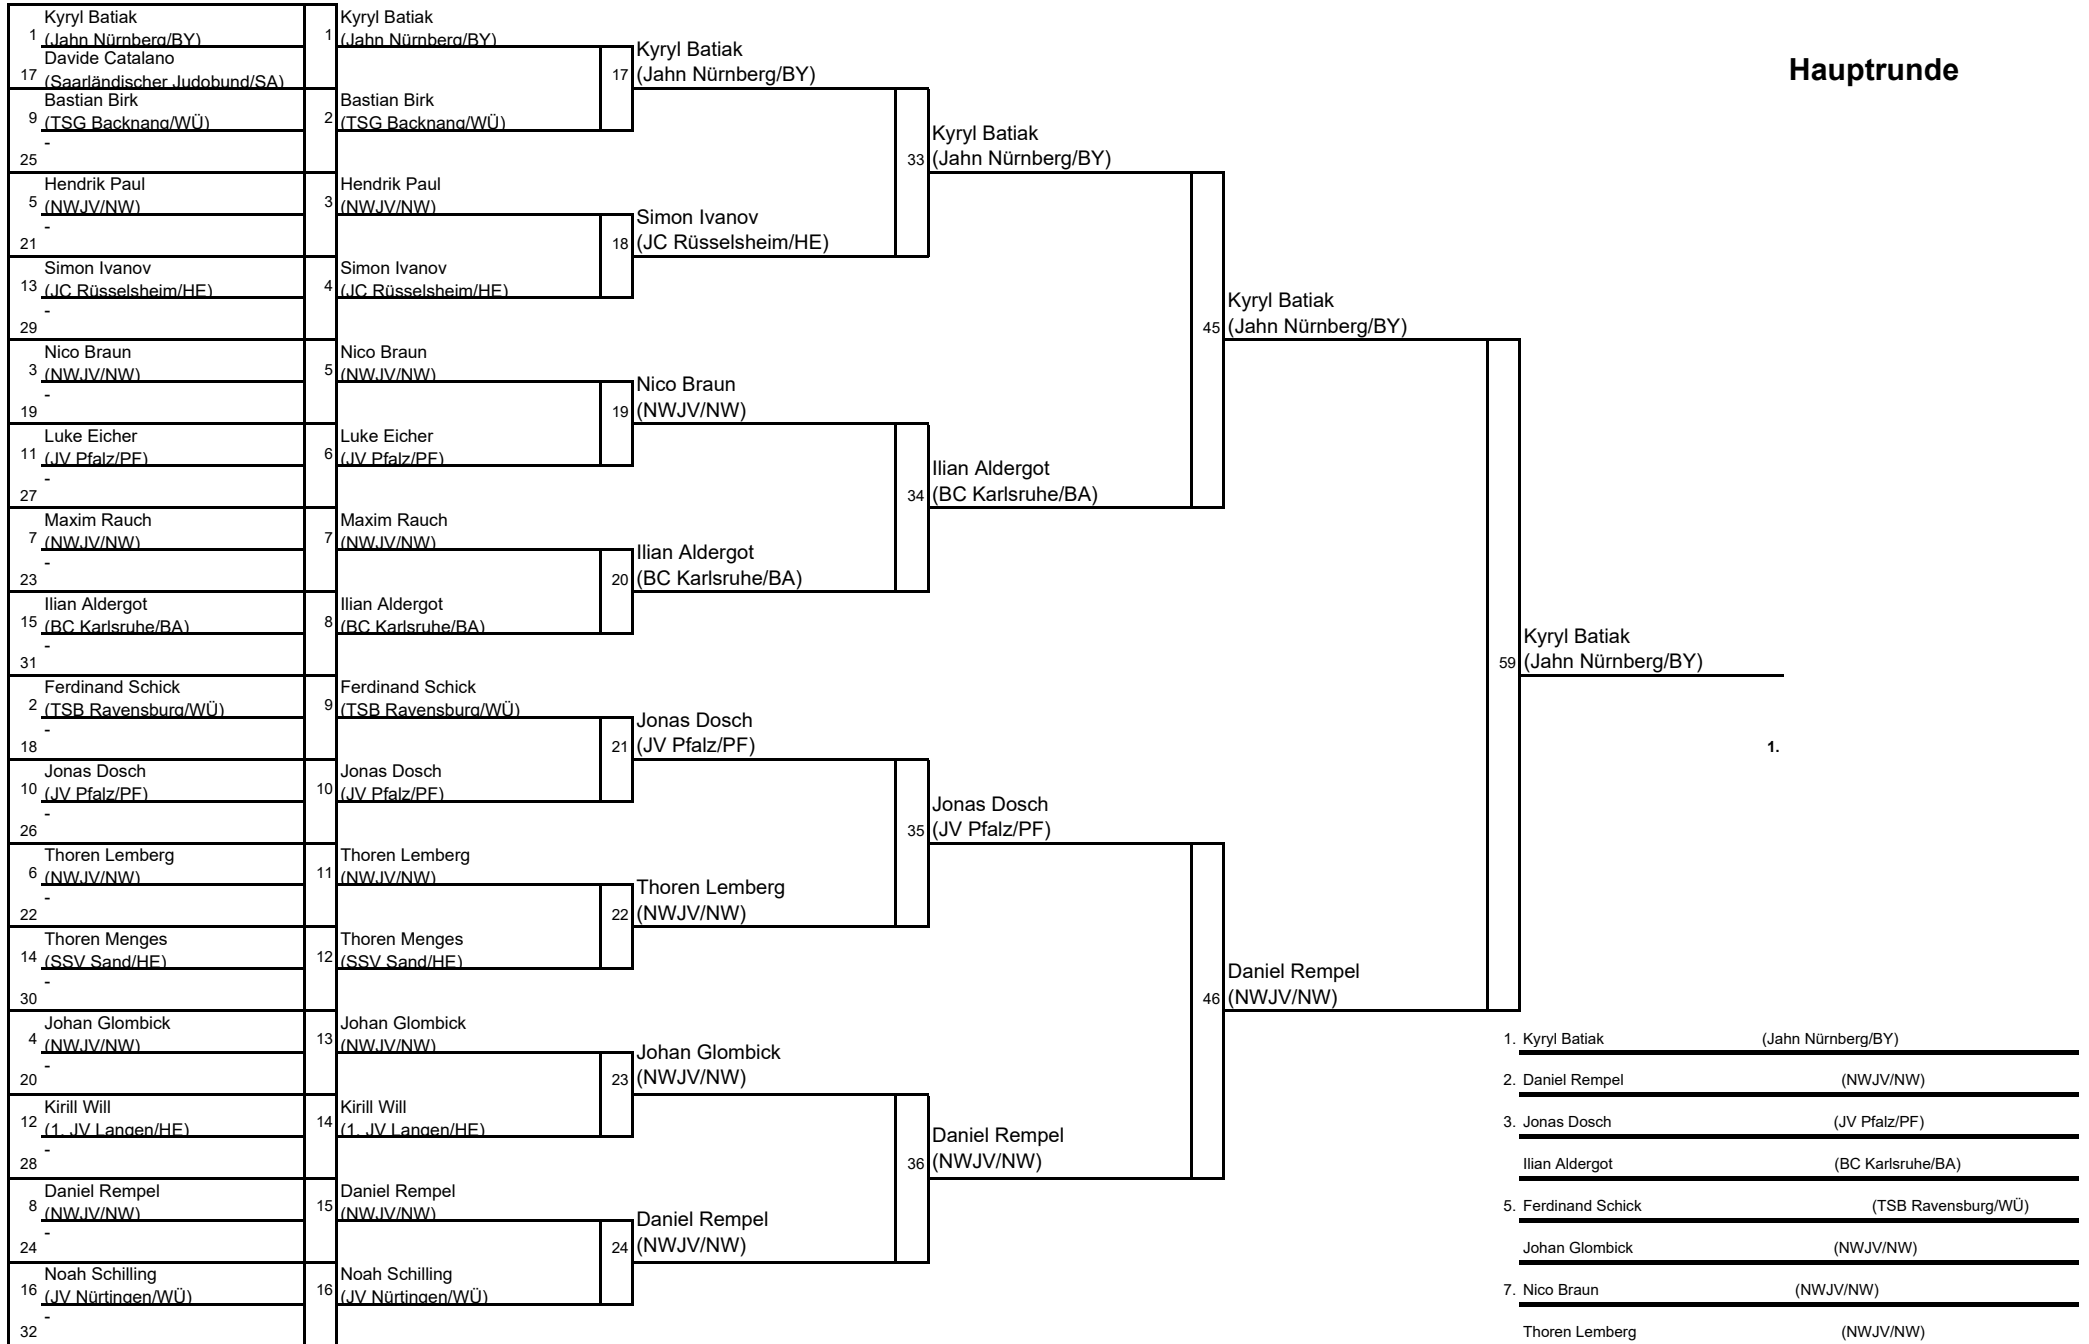 Hauptrunde
1
Kyryl Batiak
(Jahn Nürnberg/BY)
17
Davide Catalano
(Saarländischer Judobund/SA)
9
Bastian Birk
(TSG Backnang/WÜ)
25
-
5
Hendrik Paul
(NWJV/NW)
21
-
13
Simon Ivanov
(JC Rüsselsheim/HE)
29
-
3
Nico Braun
(NWJV/NW)
19
-
11
Luke Eicher
(JV Pfalz/PF)
27
-
7
Maxim Rauch
(NWJV/NW)
23
-
15
Ilian Aldergot
(BC Karlsruhe/BA)
31
-
2
Ferdinand Schick
(TSB Ravensburg/WÜ)
18
-
10
Jonas Dosch
(JV Pfalz/PF)
26
-
6
Thoren Lemberg
(NWJV/NW)
22
-
14
Thoren Menges
(SSV Sand/HE)
30
-
4
Johan Glombick
(NWJV/NW)
20
-
12
Kirill Will
(1. JV Langen/HE)
28
-
8
Daniel Rempel
(NWJV/NW)
24
-
16
Noah Schilling
(JV Nürtingen/WÜ)
32
-
1
Kyryl Batiak
(Jahn Nürnberg/BY)
2
Bastian Birk
(TSG Backnang/WÜ)
3
Hendrik Paul
(NWJV/NW)
4
Simon Ivanov
(JC Rüsselsheim/HE)
5
Nico Braun
(NWJV/NW)
6
Luke Eicher
(JV Pfalz/PF)
7
Maxim Rauch
(NWJV/NW)
8
Ilian Aldergot
(BC Karlsruhe/BA)
9
Ferdinand Schick
(TSB Ravensburg/WÜ)
10
Jonas Dosch
(JV Pfalz/PF)
11
Thoren Lemberg
(NWJV/NW)
12
Thoren Menges
(SSV Sand/HE)
13
Johan Glombick
(NWJV/NW)
14
Kirill Will
(1. JV Langen/HE)
15
Daniel Rempel
(NWJV/NW)
16
Noah Schilling
(JV Nürtingen/WÜ)
17
Kyryl Batiak
(Jahn Nürnberg/BY)
18
Simon Ivanov
(JC Rüsselsheim/HE)
19
Nico Braun
(NWJV/NW)
20
Ilian Aldergot
(BC Karlsruhe/BA)
21
Jonas Dosch
(JV Pfalz/PF)
22
Thoren Lemberg
(NWJV/NW)
23
Johan Glombick
(NWJV/NW)
24
Daniel Rempel
(NWJV/NW)
33
Kyryl Batiak
(Jahn Nürnberg/BY)
34
Ilian Aldergot
(BC Karlsruhe/BA)
35
Jonas Dosch
(JV Pfalz/PF)
36
Daniel Rempel
(NWJV/NW)
45
Kyryl Batiak
(Jahn Nürnberg/BY)
46
Daniel Rempel
(NWJV/NW)
59
Kyryl Batiak
(Jahn Nürnberg/BY)
1.
1. Kyryl Batiak (Jahn Nürnberg/BY)
2. Daniel Rempel (NWJV/NW)
3. Jonas Dosch (JV Pfalz/PF)
Ilian Aldergot (BC Karlsruhe/BA)
5. Ferdinand Schick (TSB Ravensburg/WÜ)
Johan Glombick (NWJV/NW)
7. Nico Braun (NWJV/NW)
Thoren Lemberg (NWJV/NW)